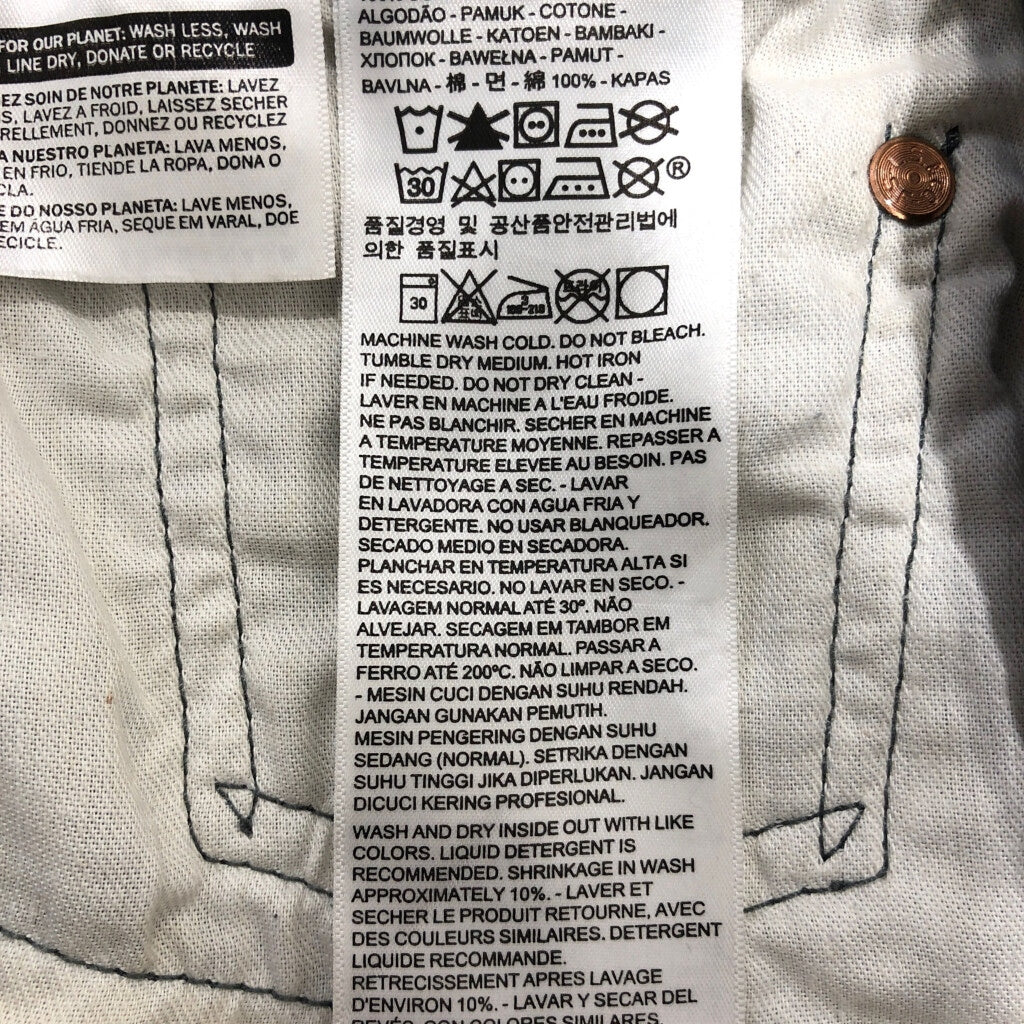 FOR OUR PLANET: WASH LESS, WASH
LINE DRY, DONATE OR RECYCLE
EZ SOIN DE NOTRE PLANETE: LAVEZ
S, LAVEZ A FROID, LAISSEZ SECHER
RELLEMENT, DONNEZ OU RECYCLEZ
A NUESTRO PLANETA: LAVA MENOS,
EN FRIO, TIENDE LA ROPA, DONA O
CLA.
E DO NOSSO PLANETA: LAVE MENOS,
EM ÁGUA FRIA, SEQUE EM VARAL, DOE
ECICLE.
ALGODÃO - PAMUK - COTONE -
BAUMWOLLE - KATOEN - BAMBAKI -
ХЛОПОК - BAWEŁNA - PAMUT -
BAVLNA - 棉 - 면 - 綿 100% - KAPAS
30 ®
품질경영 및 공산품안전관리법에
의한 품질표시
30
MACHINE WASH COLD. DO NOT BLEACH.
TUMBLE DRY MEDIUM. HOT IRON
IF NEEDED. DO NOT DRY CLEAN -
LAVER EN MACHINE A L'EAU FROIDE.
NE PAS BLANCHIR. SECHER EN MACHINE
A TEMPERATURE MOYENNE. REPASSER A
TEMPERATURE ELEVEE AU BESOIN. PAS
DE NETTOYAGE A SEC. - LAVAR
EN LAVADORA CON AGUA FRIA Y
DETERGENTE. NO USAR BLANQUEADOR.
SECADO MEDIO EN SECADORA.
PLANCHAR EN TEMPERATURA ALTA SI
ES NECESARIO. NO LAVAR EN SECO. -
LAVAGEM NORMAL ATÉ 30º. NÃO
ALVEJAR. SECAGEM EM TAMBOR EM
TEMPERATURA NORMAL. PASSAR A
FERRO ATÉ 200ºC. NÃO LIMPAR A SECO.
- MESIN CUCI DENGAN SUHU RENDAH.
JANGAN GUNAKAN PEMUTIH.
MESIN PENGERING DENGAN SUHU
SEDANG (NORMAL). SETRIKA DENGAN
SUHU TINGGI JIKA DIPERLUKAN. JANGAN
DICUCI KERING PROFESIONAL.
WASH AND DRY INSIDE OUT WITH LIKE
COLORS. LIQUID DETERGENT IS
RECOMMENDED. SHRINKAGE IN WASH
APPROXIMATELY 10%. - LAVER ET
SECHER LE PRODUIT RETOURNE, AVEC
DES COULEURS SIMILAIRES. DETERGENT
LIQUIDE RECOMMANDE.
RETRECISSEMENT APRES LAVAGE
D'ENVIRON 10%. - LAVAR Y SECAR DEL
REVÉS, CON COLORES SIMILARES.